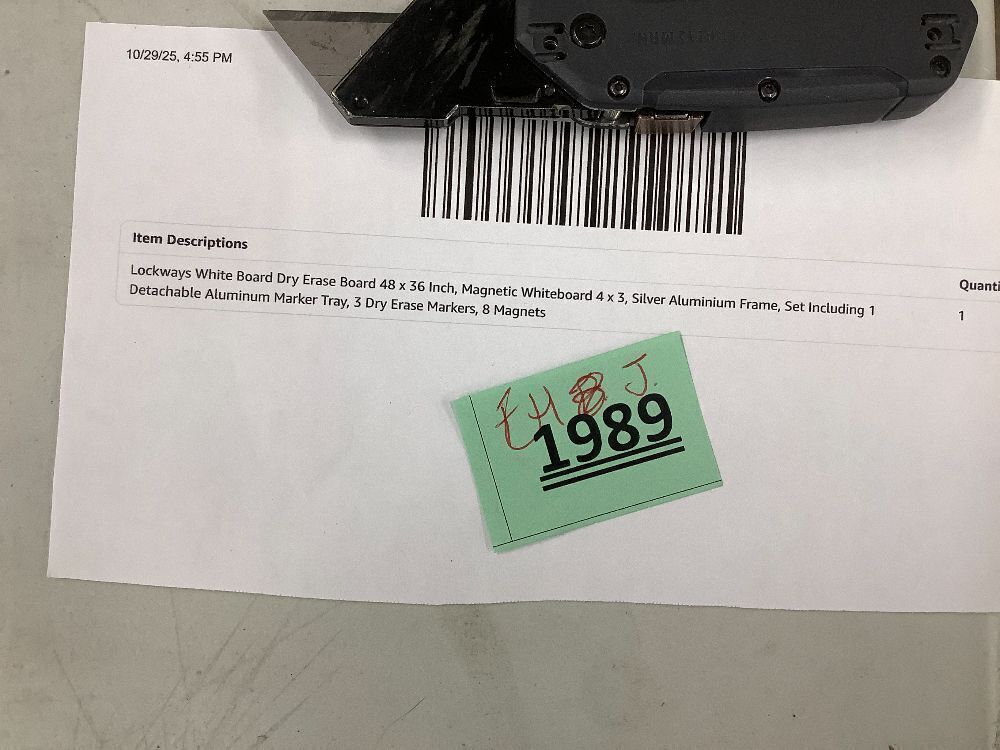 10/29/25, 4:55 PM
Item Descriptions
Quanti
Lockways White Board Dry Erase Board 48 x 36 Inch, Magnetic Whiteboard 4 x 3, Silver Aluminium Frame, Set Including 1
1
Detachable Aluminum Marker Tray, 3 Dry Erase Markers, 8 Magnets
J.
1989